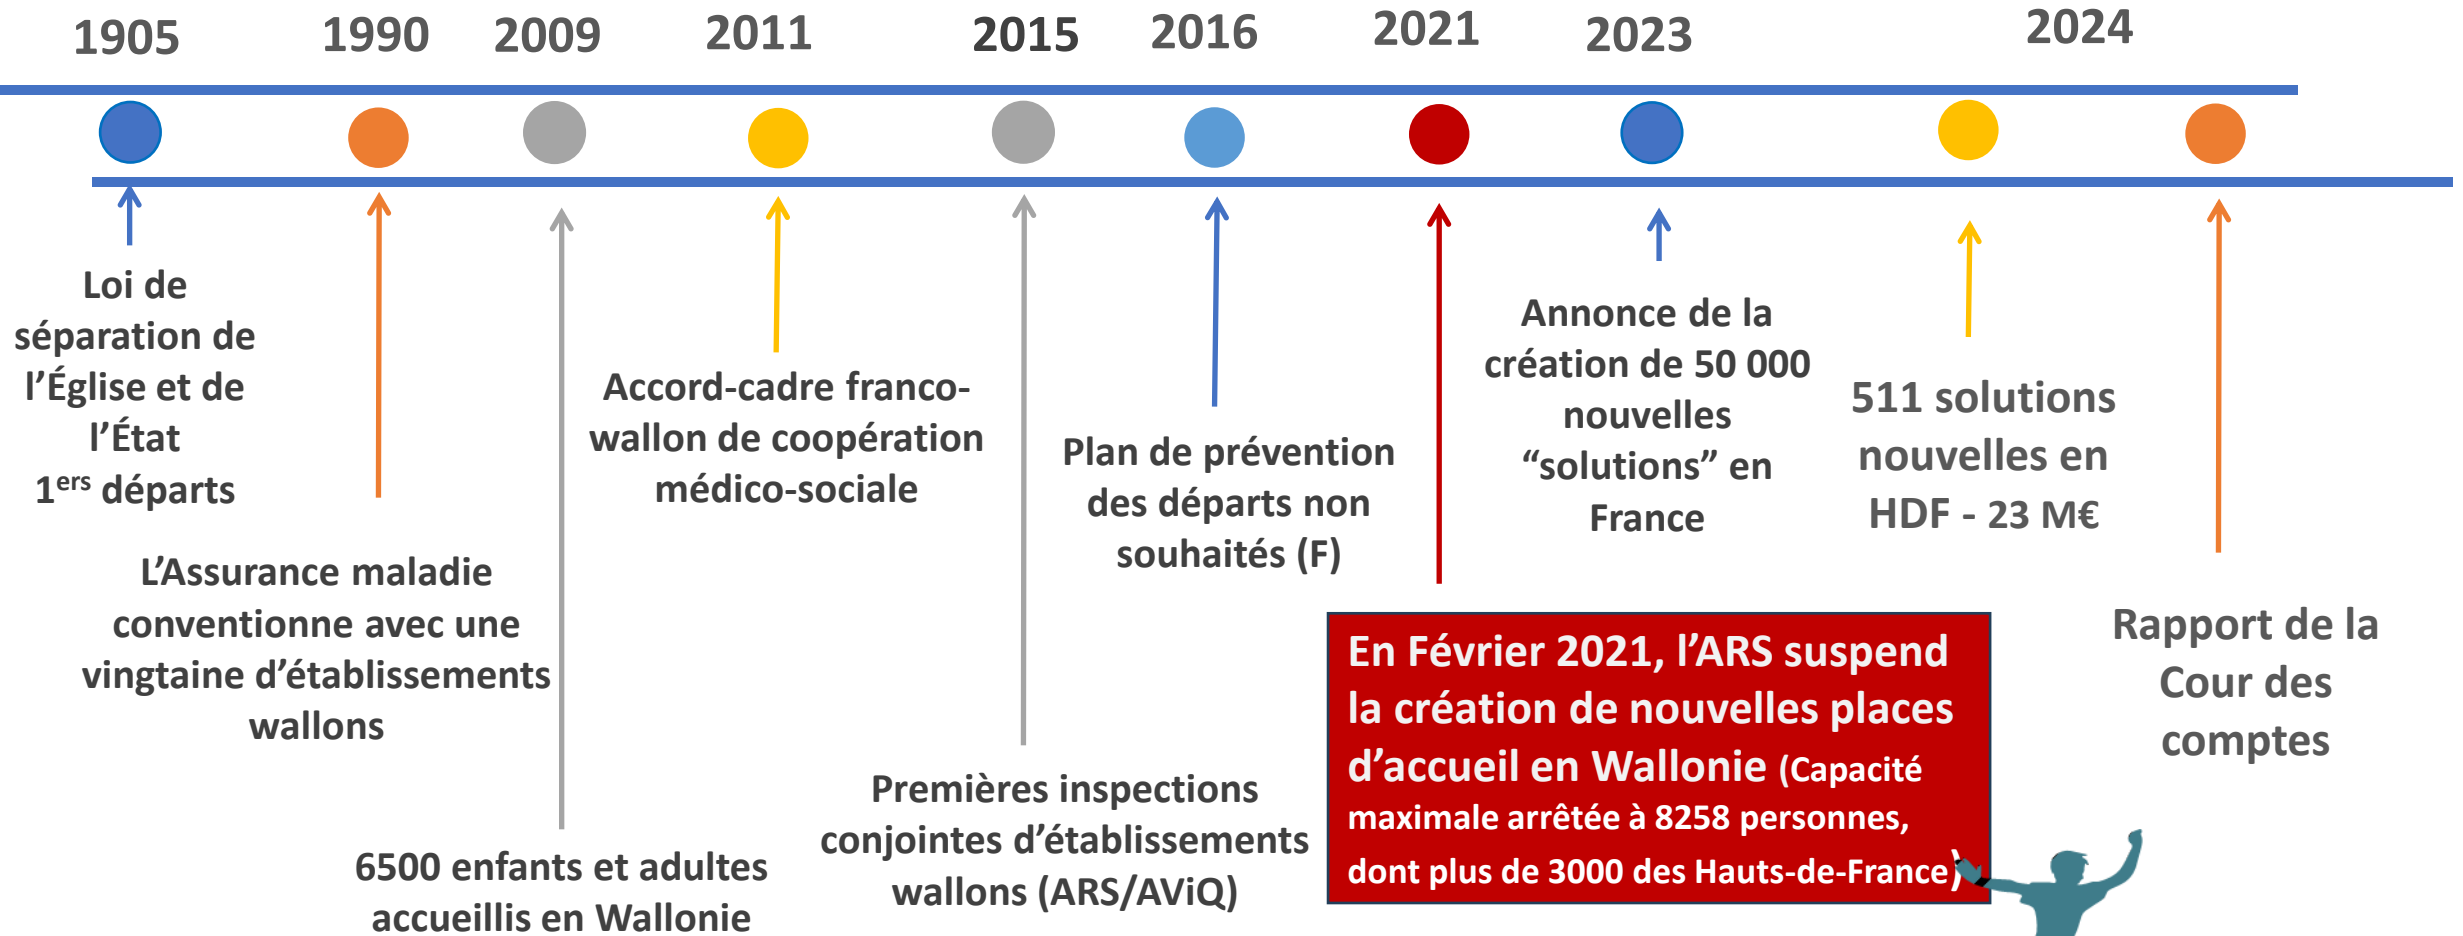 1905
1990
2009
2011
2015
2016
2021
2023
2024
Loi de
séparation de
l’Église et de
l’État
1ers départs
L’Assurance maladie
conventionne avec une
vingtaine d’établissements
wallons
6500 enfants et adultes
accueillis en Wallonie
Accord-cadre franco-
wallon de coopération
médico-sociale
Premières inspections
conjointes d’établissements
wallons (ARS/AViQ)
Plan de prévention
des départs non
souhaités (F)
En Février 2021, l’ARS suspend
la création de nouvelles places
d’accueil en Wallonie (Capacité
maximale arrêtée à 8258 personnes,
dont plus de 3000 des Hauts-de-France)
Annonce de la
création de 50 000
nouvelles
“solutions” en
France
511 solutions
nouvelles en
HDF - 23 M€
Rapport de la
Cour des
comptes